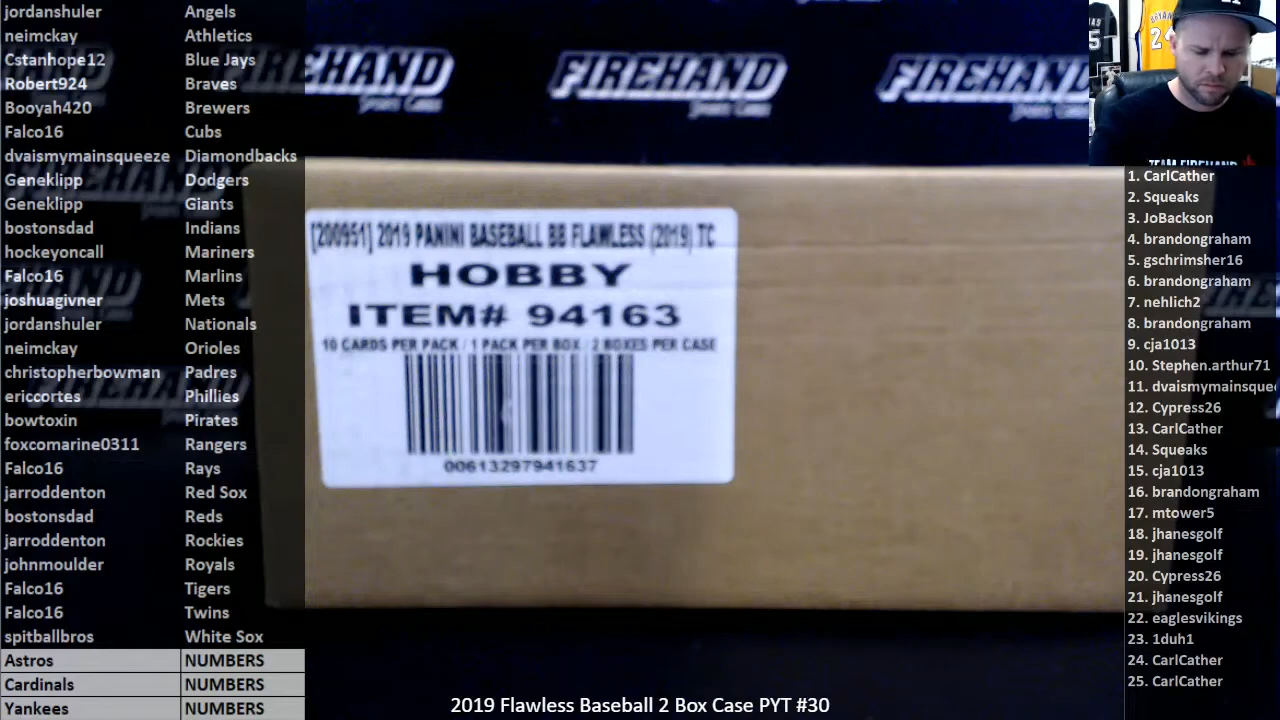 jordanshuler Angels
neimckay Athletics
Cstanhope12 Blue Jays
Robert924 Braves
Booyah420 Brewers
Falco16 Cubs
dvaismymainsqueeze Diamondbacks
Geneklipp Dodgers
Geneklipp Giants
bostonsdad Indians
hockeyoncall Mariners
Falco16 Marlins
joshuagivner Mets
jordanshuler Nationals
neimckay Orioles
christopherbowman Padres
ericcortes Phillies
bowtoxin Pirates
foxcomarine0311 Rangers
Falco16 Rays
jarroddenton Red Sox
bostonsdad Reds
jarroddenton Rockies
johnmoulder Royals
Falco16 Tigers
Falco16 Twins
spitballbros White Sox
Astros NUMBERS
Cardinals NUMBERS
Yankees NUMBERS
FIREHAND
FIREHAND
FIREHAND
[200951] 2019 PANINI BASEBALL BB FLAWLESS (2019) TC
HOBBY
ITEM# 94163
10 CARDS PER PACK / 1 PACK PER BOX / 2 BOXES PER CASE
00613297941637
2019 Flawless Baseball 2 Box Case PYT #30
TEAM FIREHAND
1. CarlCather
2. Squeaks
3. JoBackson
4. brandongraham
5. gschrimsher16
6. brandongraham
7. nehlich2
8. brandongraham
9. cja1013
10. Stephen.arthur71
11. dvaismymainsquee
12. Cypress26
13. CarlCather
14. Squeaks
15. cja1013
16. brandongraham
17. mtower5
18. jhanesgolf
19. jhanesgolf
20. Cypress26
21. jhanesgolf
22. eaglesvikings
23. 1duh1
24. CarlCather
25. CarlCather